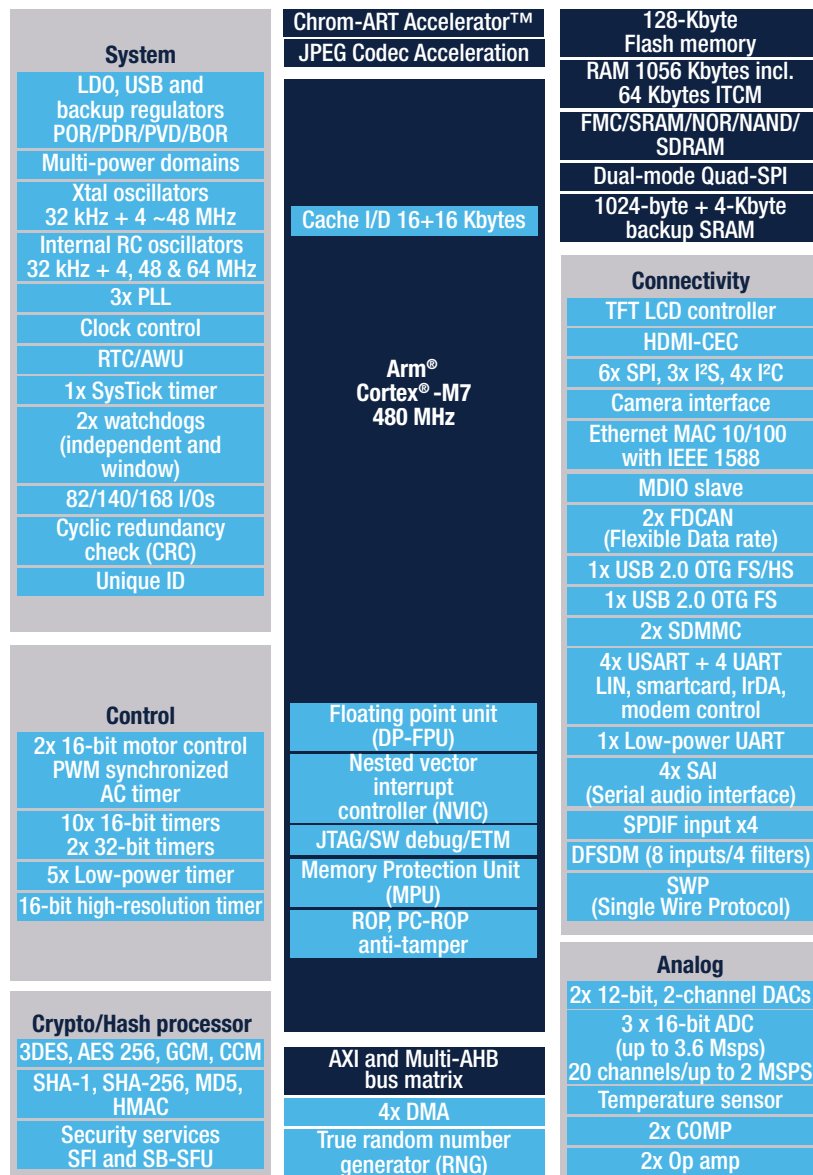 System
LDO, USB and
backup regulators
POR/PDR/PVD/BOR
Multi-power domains
Xtal oscillators
32 kHz + 4 ~48 MHz
Internal RC oscillators
32 kHz + 4, 48 & 64 MHz
3x PLL
Clock control
RTC/AWU
1x SysTick timer
2x watchdogs
(independent and
window)
82/140/168 I/Os
Cyclic redundancy
check (CRC)
Unique ID
Control
2x 16-bit motor control
PWM synchronized
AC timer
10x 16-bit timers
2x 32-bit timers
5x Low-power timer
16-bit high-resolution timer
Crypto/Hash processor
3DES, AES 256, GCM, CCM
SHA-1, SHA-256, MD5,
HMAC
Security services
SFI and SB-SFU
Chrom-ART Accelerator™
JPEG Codec Acceleration
Cache I/D 16+16 Kbytes
Arm®
Cortex® -M7
480 MHz
Floating point unit
(DP-FPU)
Nested vector
interrupt
controller (NVIC)
JTAG/SW debug/ETM
Memory Protection Unit
(MPU)
ROP, PC-ROP
anti-tamper
AXI and Multi-AHB
bus matrix
4x DMA
True random number
generator (RNG)
128-Kbyte
Flash memory
RAM 1056 Kbytes incl.
64 Kbytes ITCM
FMC/SRAM/NOR/NAND/
SDRAM
Dual-mode Quad-SPI
1024-byte + 4-Kbyte
backup SRAM
Connectivity
TFT LCD controller
HDMI-CEC
6x SPI, 3x I²S, 4x I²C
Camera interface
Ethernet MAC 10/100
with IEEE 1588
MDIO slave
2x FDCAN
(Flexible Data rate)
1x USB 2.0 OTG FS/HS
1x USB 2.0 OTG FS
2x SDMMC
4x USART + 4 UART
LIN, smartcard, IrDA,
modem control
1x Low-power UART
4x SAI
(Serial audio interface)
SPDIF input x4
DFSDM (8 inputs/4 filters)
SWP
(Single Wire Protocol)
Analog
2x 12-bit, 2-channel DACs
3 x 16-bit ADC
(up to 3.6 Msps)
20 channels/up to 2 MSPS
Temperature sensor
2x COMP
2x Op amp